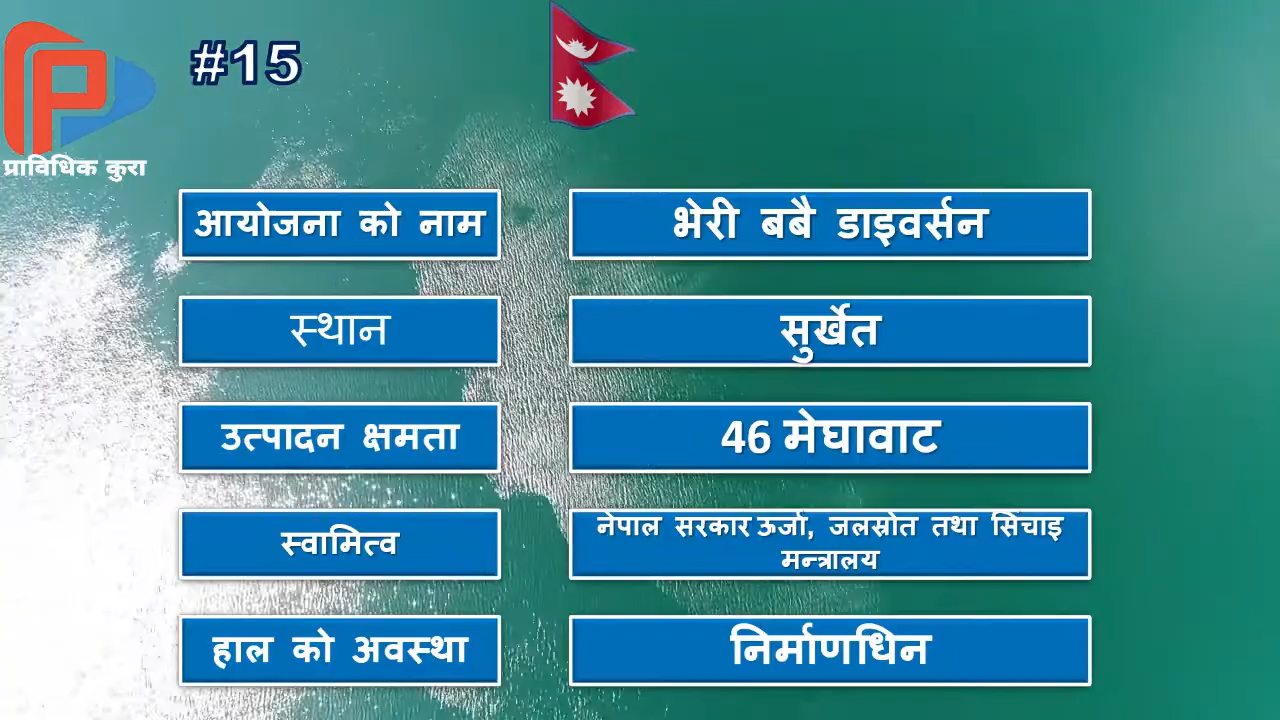 #15
प्राविधिक कुरा
आयोजना को नाम
भेरी बबै डाइवर्सन
स्थान
सुर्खेत
उत्पादन क्षमता
46 मेघावाट
स्वामित्व
नेपाल सरकार ऊर्जा, जलस्रोत तथा सिंचाइ
मन्त्रालय
हाल को अवस्था
निर्माणधिन